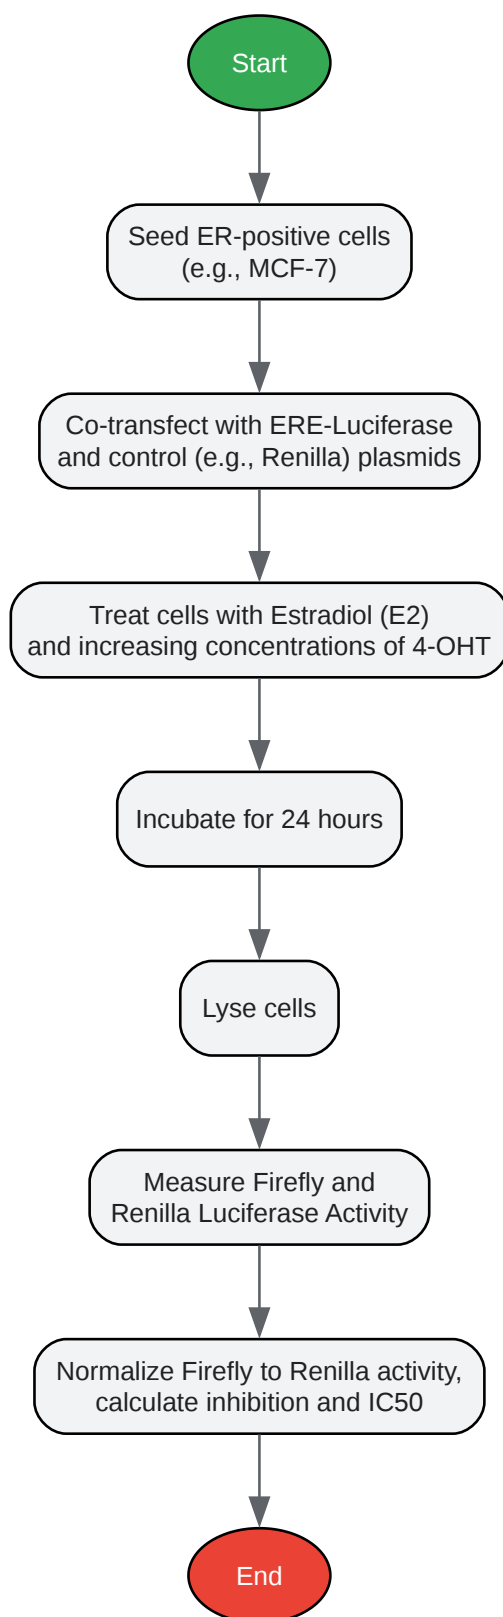 Start
Seed ER-positive cells
(e.g., MCF-7)
Co-transfect with ERE-Luciferase
and control (e.g., Renilla) plasmids
Treat cells with Estradiol (E2)
and increasing concentrations of 4-OHT
Incubate for 24 hours
Lyse cells
Measure Firefly and
Renilla Luciferase Activity
Normalize Firefly to Renilla activity,
calculate inhibition and IC50
End